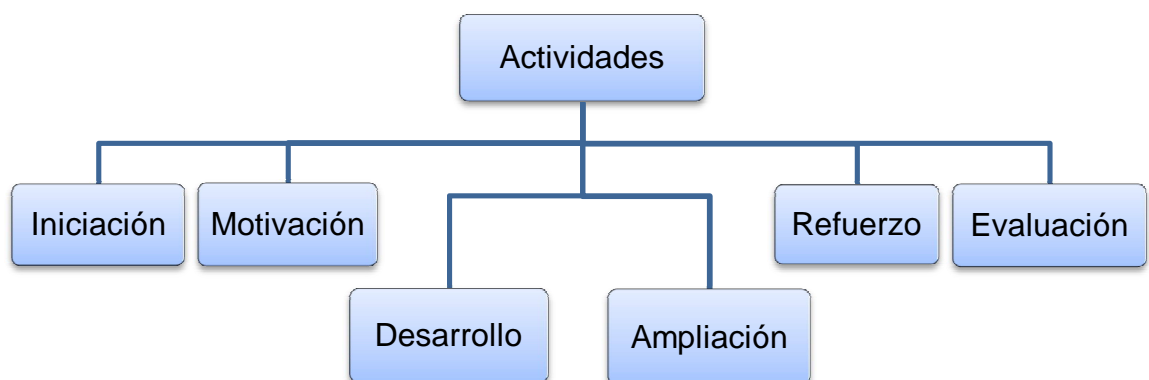 Actividades
Iniciación
Motivación
Refuerzo
Evaluación
Desarrollo
Ampliación